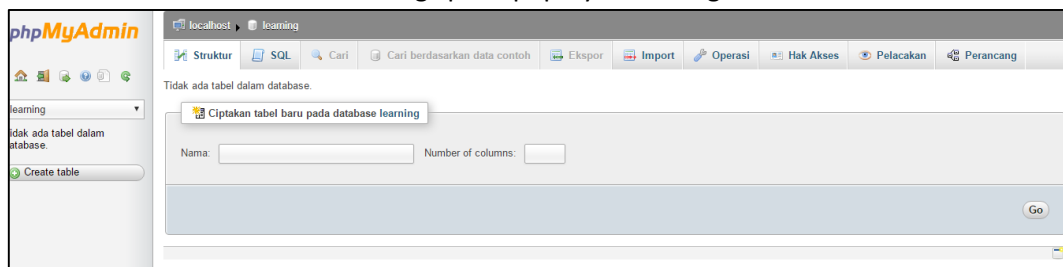 phpMyAdmin
learning
idak ada tabel dalam
atabase.
Create table
localhost ▸ learning
Struktur SQL Cari Cari berdasarkan data contoh Ekspor Import Operasi Hak Akses Pelacakan Perancang
Tidak ada tabel dalam database.
Ciptakan tabel baru pada database learning
Nama: Number of columns:
Go